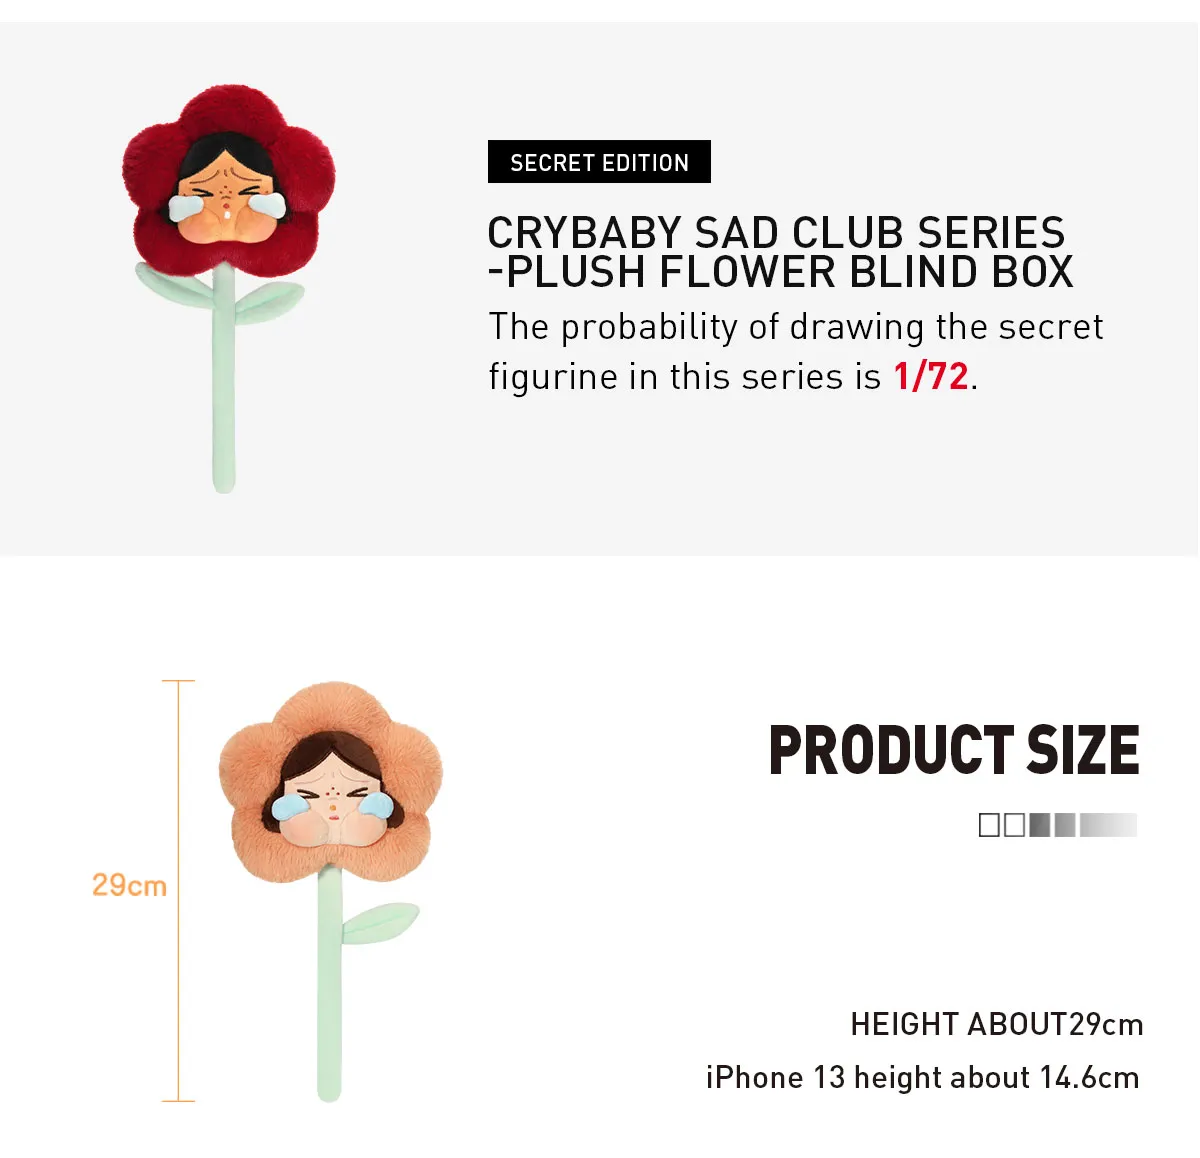 SECRET EDITION
CRYBABY SAD CLUB SERIES
-PLUSH FLOWER BLIND BOX
The probability of drawing the secret
figurine in this series is 1/72.
PRODUCT SIZE
29cm
HEIGHT ABOUT29cm
iPhone 13 height about 14.6cm